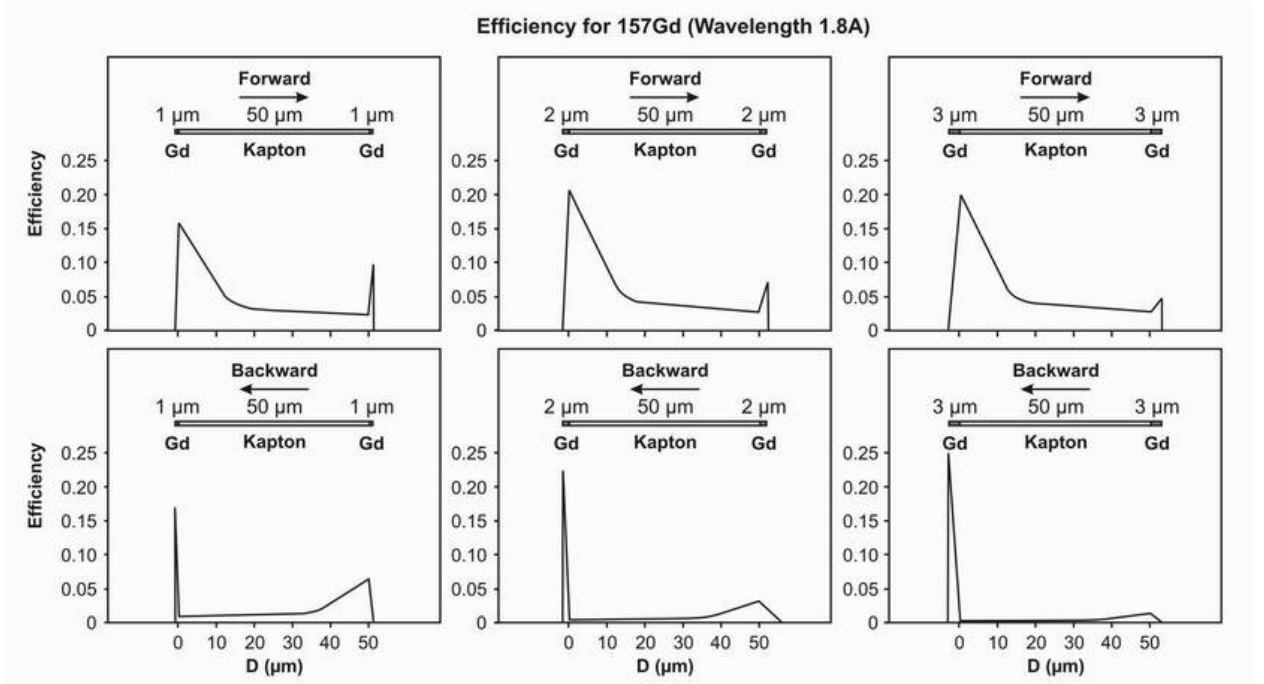 Efficiency for 157Gd (Wavelength 1.8A)
Forward
1 µm 50 µm 1 µm
Gd Kapton Gd
Efficiency
0.25
0.20
0.15
0.10
0.05
0
Forward
2 µm 50 µm 2 µm
Gd Kapton Gd
0.25
0.20
0.15
0.10
0.05
0
Forward
3 µm 50 µm 3 µm
Gd Kapton Gd
0.25
0.20
0.15
0.10
0.05
0
Backward
1 µm 50 µm 1 µm
Gd Kapton Gd
Efficiency
0.25
0.20
0.15
0.10
0.05
0
0 10 20 30 40 50
D (µm)
Backward
2 µm 50 µm 2 µm
Gd Kapton Gd
0.25
0.20
0.15
0.10
0.05
0
0 10 20 30 40 50
D (µm)
Backward
3 µm 50 µm 3 µm
Gd Kapton Gd
0.25
0.20
0.15
0.10
0.05
0
0 10 20 30 40 50
D (µm)